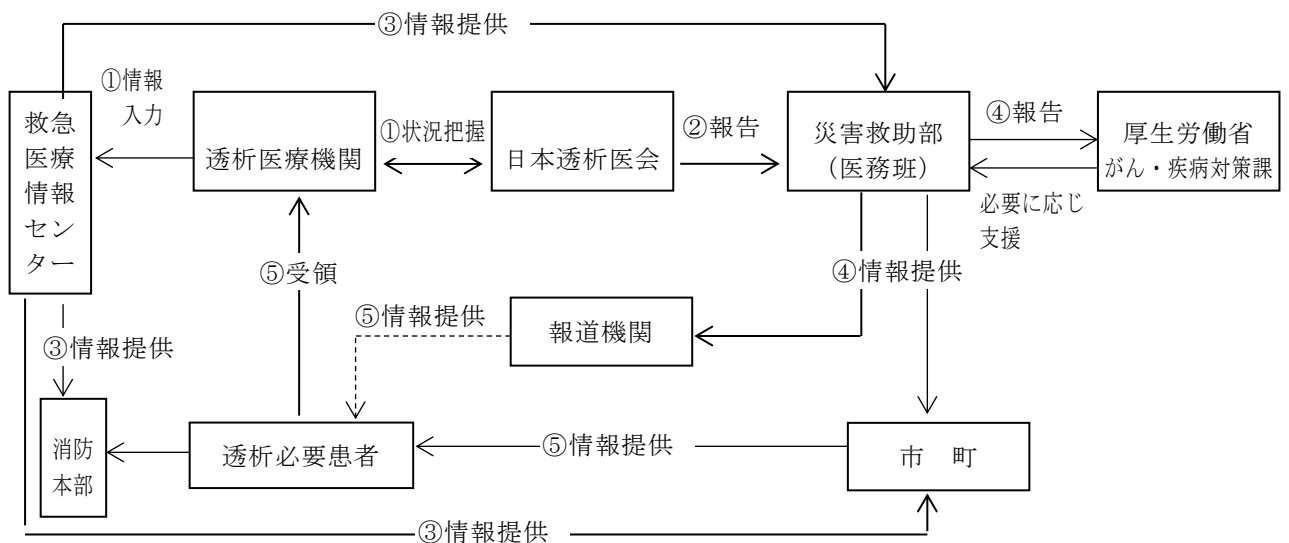 ③情報提供
①情報
入力
救急
医療
情報
セン
ター
透析医療機関
①状況把握
日本透析医会
②報告
災害救助部
（医務班）
④報告
厚生労働省
がん・疾病対策課
必要に応じ
支援
⑤受領
④情報提供
⑤情報提供
報道機関
③情報提供
消防
本部
透析必要患者
⑤情報提供
市　町
③情報提供